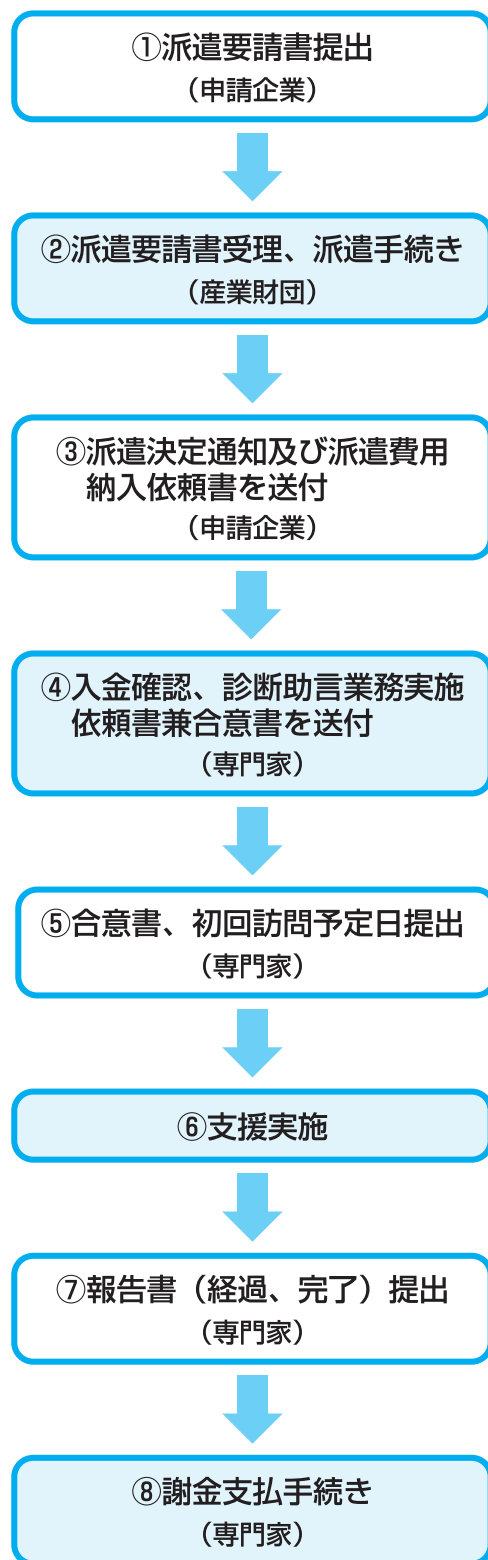 ①派遣要請書提出
（申請企業）
②派遣要請書受理、派遣手続き
（産業財団）
③派遣決定通知及び派遣費用
納入依頼書を送付
（申請企業）
④入金確認、診断助言業務実施
依頼書兼合意書を送付
（専門家）
⑤合意書、初回訪問予定日提出
（専門家）
⑥支援実施
⑦報告書（経過、完了）提出
（専門家）
⑧謝金支払手続き
（専門家）